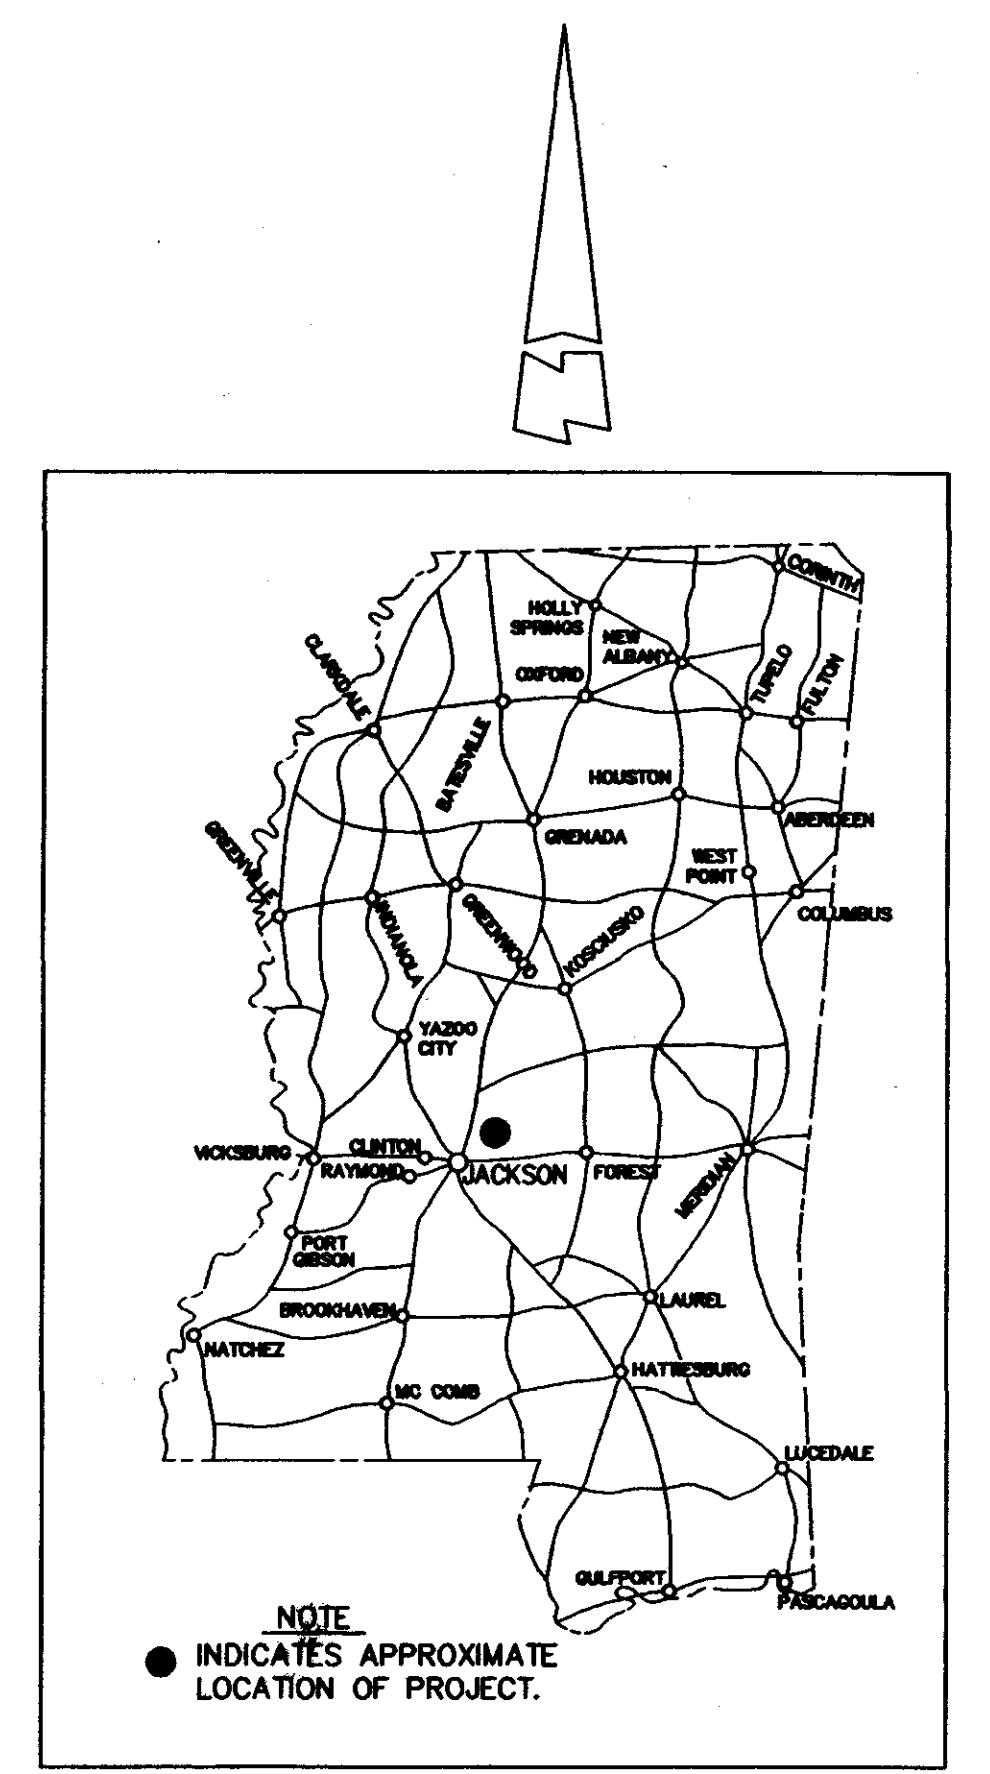 CORINTH
HOLLY
SPRINGS
NEW
ALBANY
CLARKDALE
OXFORD
TUPELO
FULTON
BATESVILLE
HOUSTON
ABERDEEN
GREENVILLE
GRENADA
WEST
POINT
COLUMBUS
INDIANOLA
GREENWOOD
KOSCIUSKO
YAZOO
CITY
VICKSBURG
CLINTON
RAYMOND
JACKSON
FOREST
MERIDIAN
PORT
GIBSON
BROOKHAVEN
LAUREL
NATCHEZ
HATTIESBURG
MC COMB
LUCEDALE
GULFPORT
PASCAGOULA
NOTE
INDICATES APPROXIMATE
LOCATION OF PROJECT.